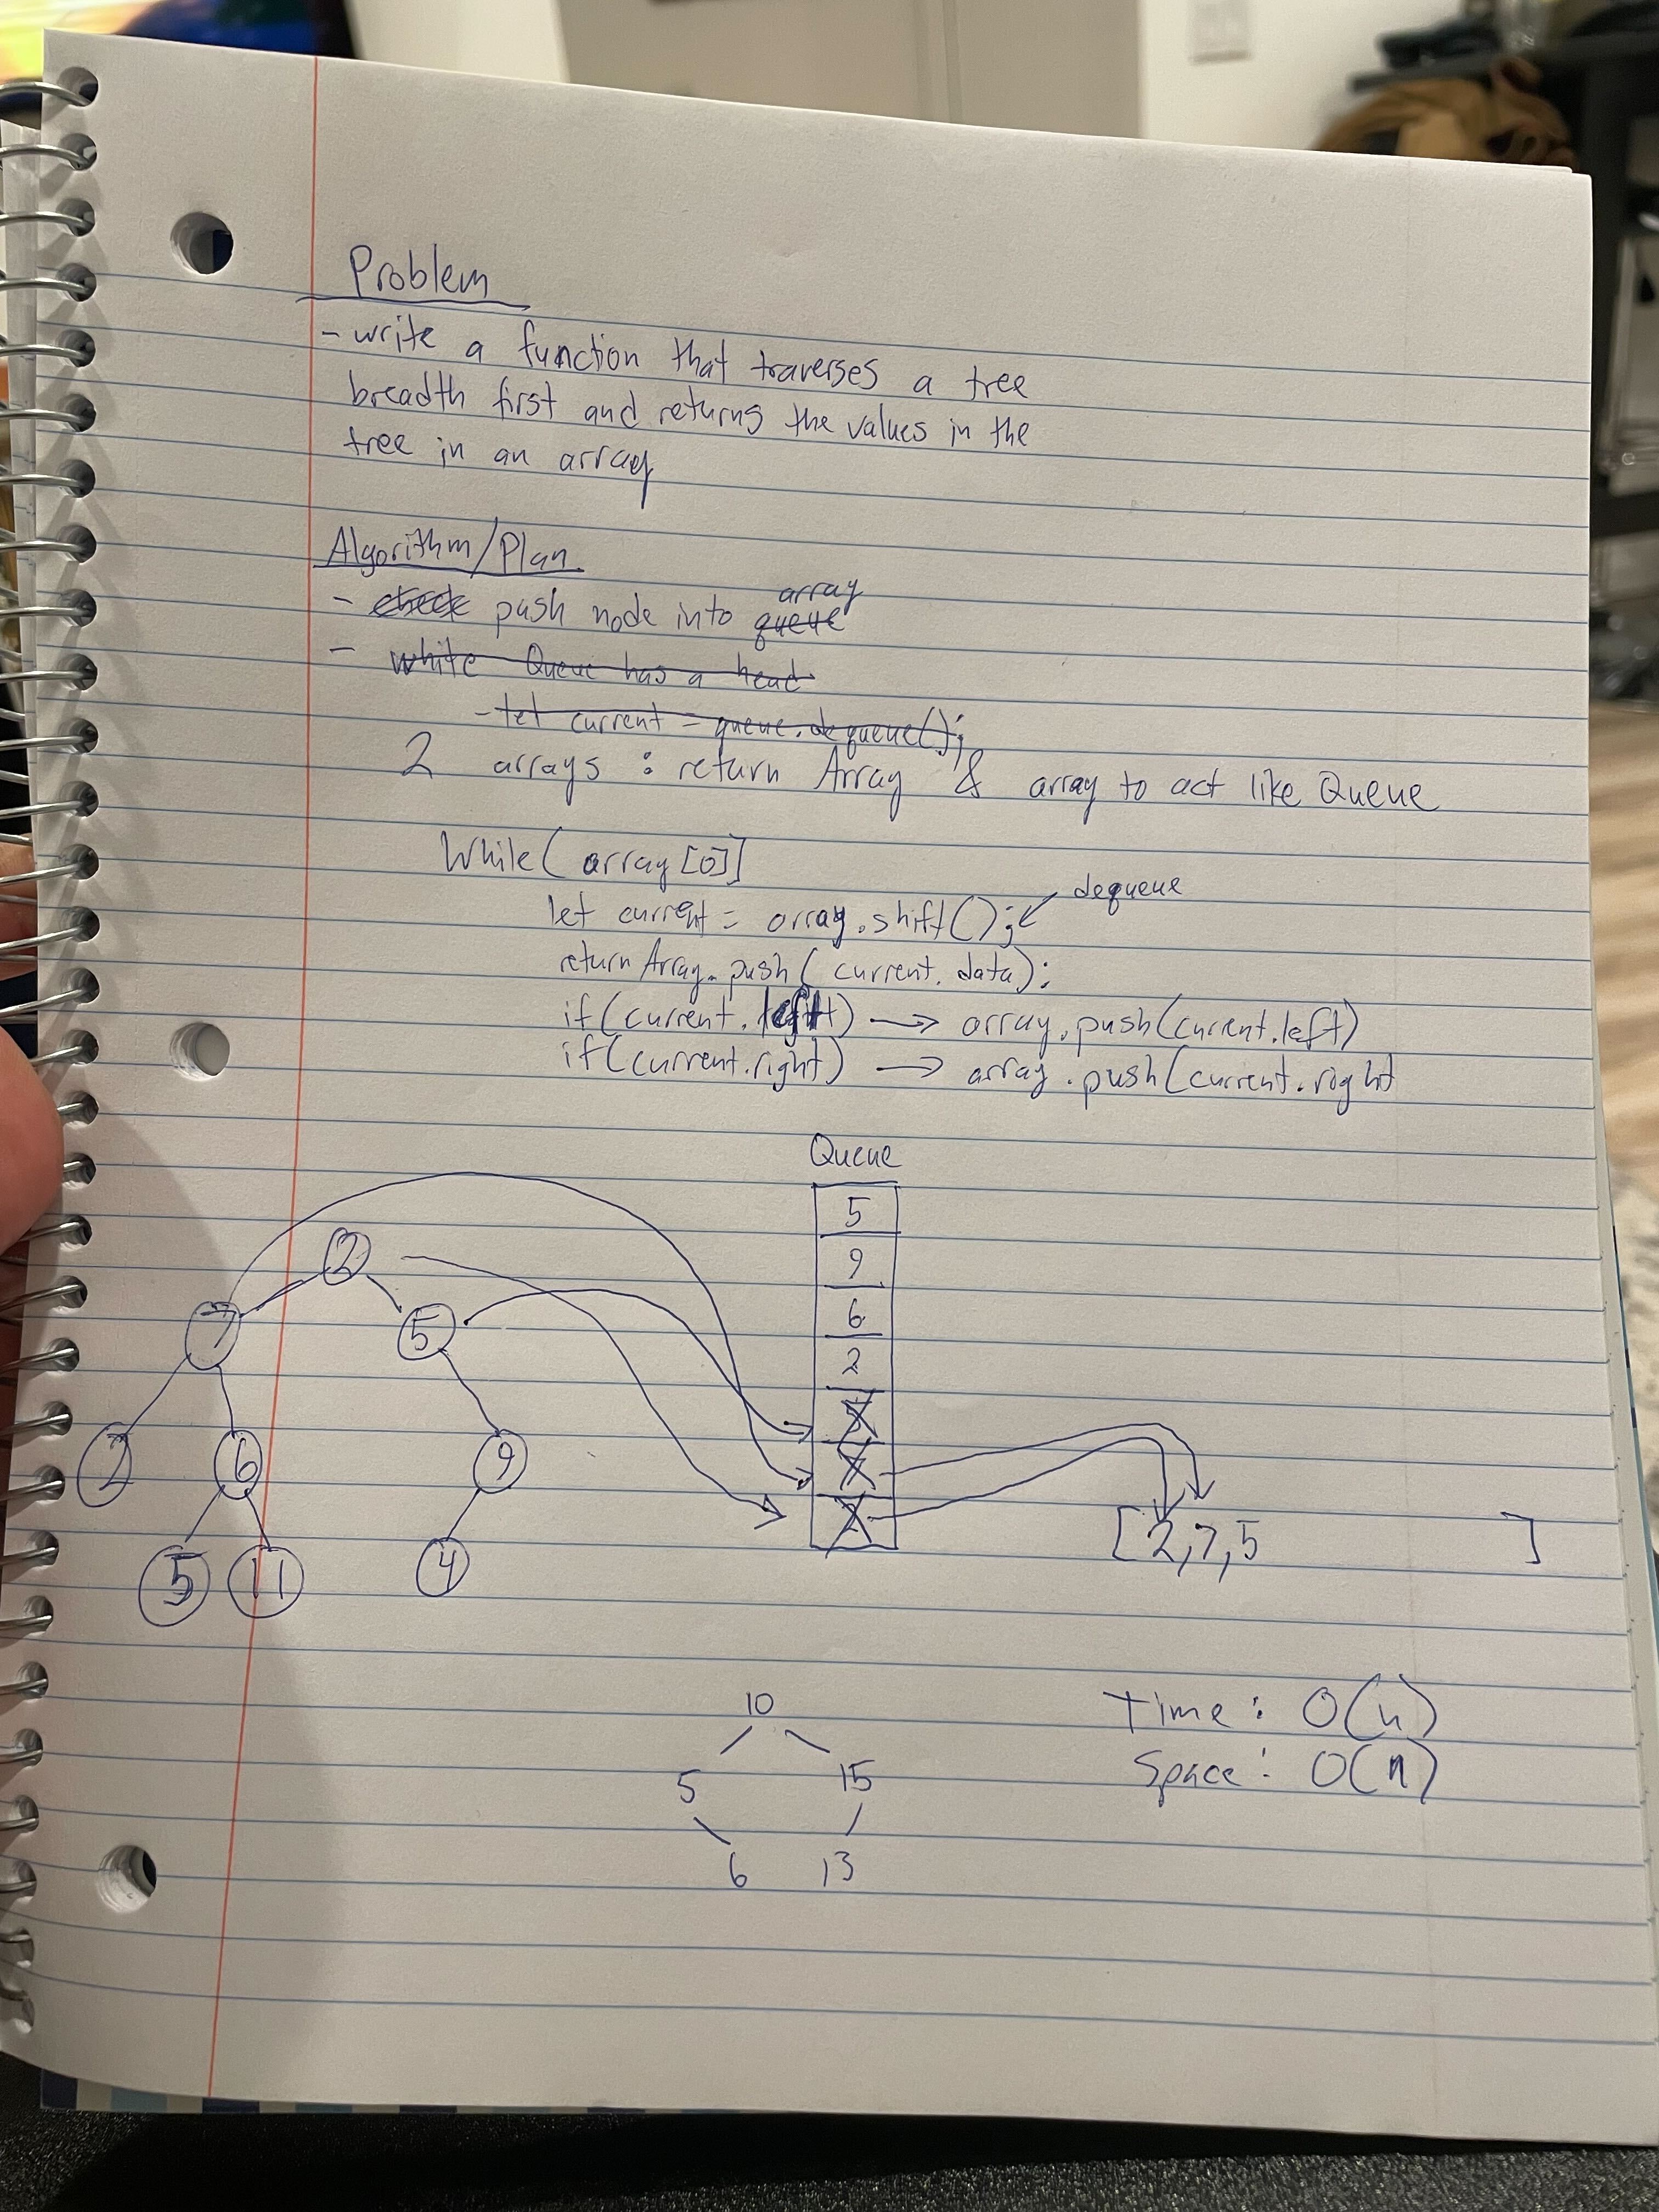 Problem
- write a function that traverses a tree
breadth first and returns the values in the
tree in an array
Algorithm/Plan
array
- check push node into queue
- while Queue has a head
- let current = queue.dequeue();
2 arrays : return Array & array to act like Queue
While( array [0]]
dequeue
let current = array.shift();
return Array.push( current.data);
if(current.left) → array.push(current.left)
if(current.right) → array.push(current.right
Queue
5
9
6
2
5
7
2
2
7 5
2 6 9
5 11 4
[2,7,5 ]
10
5 15
6 13
Time: O(n)
Space: O(n)